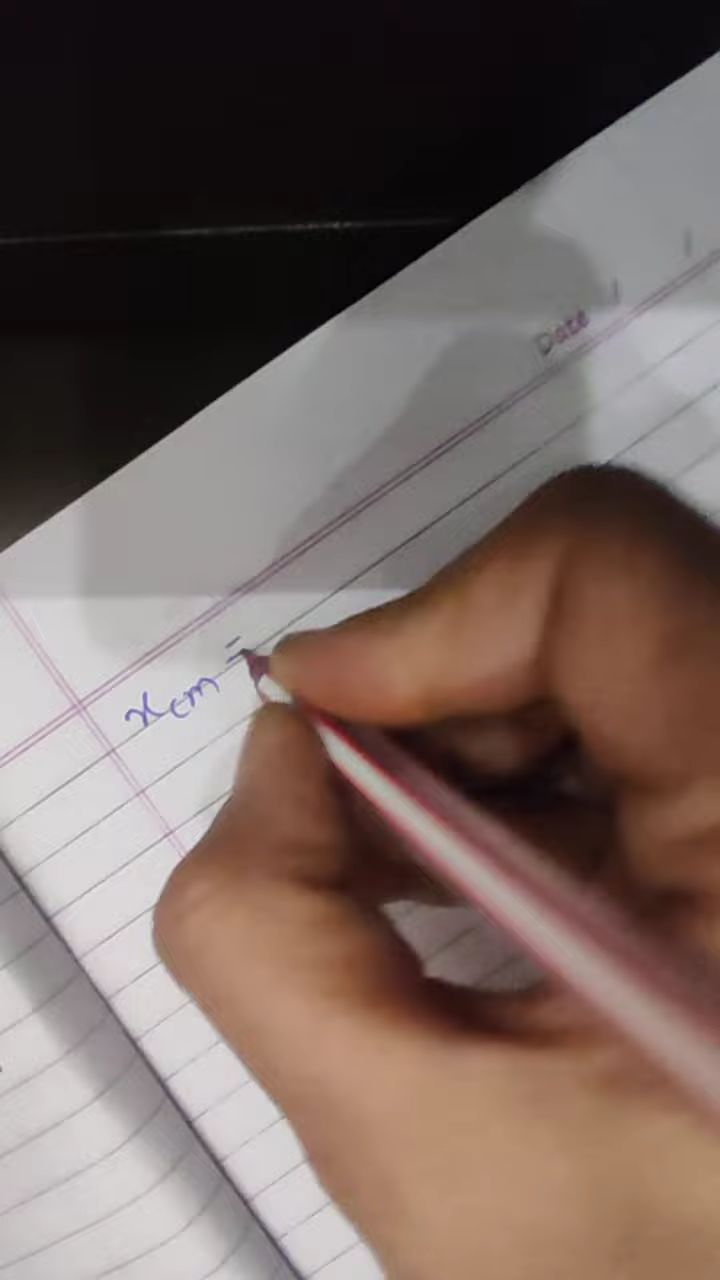 Date / /
xcm =